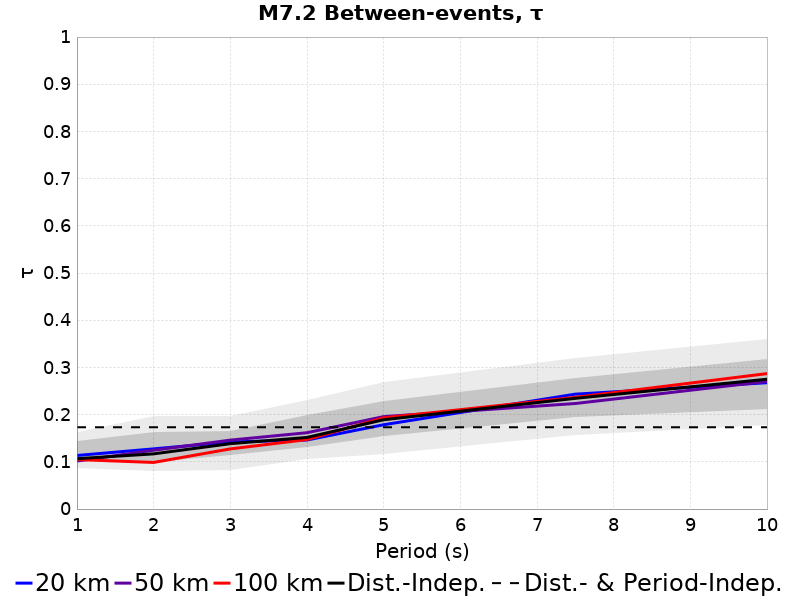 M7.2 Between-events, τ
1
0.9
0.8
0.7
0.6
0.5
0.4
0.3
0.2
0.1
0
τ
1 2 3 4 5 6 7 8 9 10
Period (s)
20 km 50 km 100 km Dist.-Indep. Dist.- & Period-Indep.